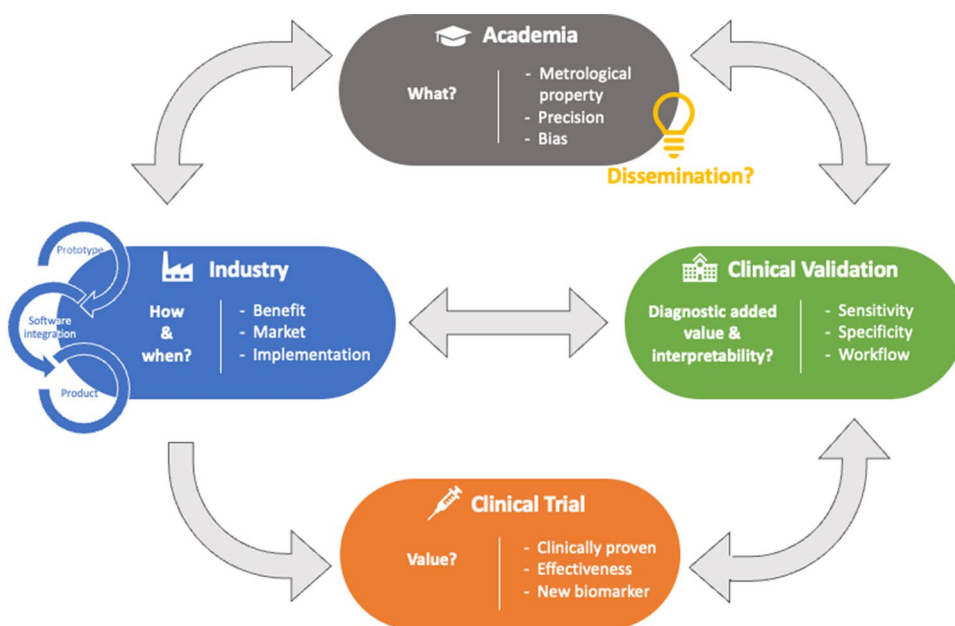 Academia
What?
- Metrological
property
- Precision
- Bias
Dissemination?
Prototype
Software
integration
Product
Industry
How
&
when?
- Benefit
- Market
- Implementation
Clinical Validation
Diagnostic added
value &
interpretability?
- Sensitivity
- Specificity
- Workflow
Clinical Trial
Value?
- Clinically proven
- Effectiveness
- New biomarker